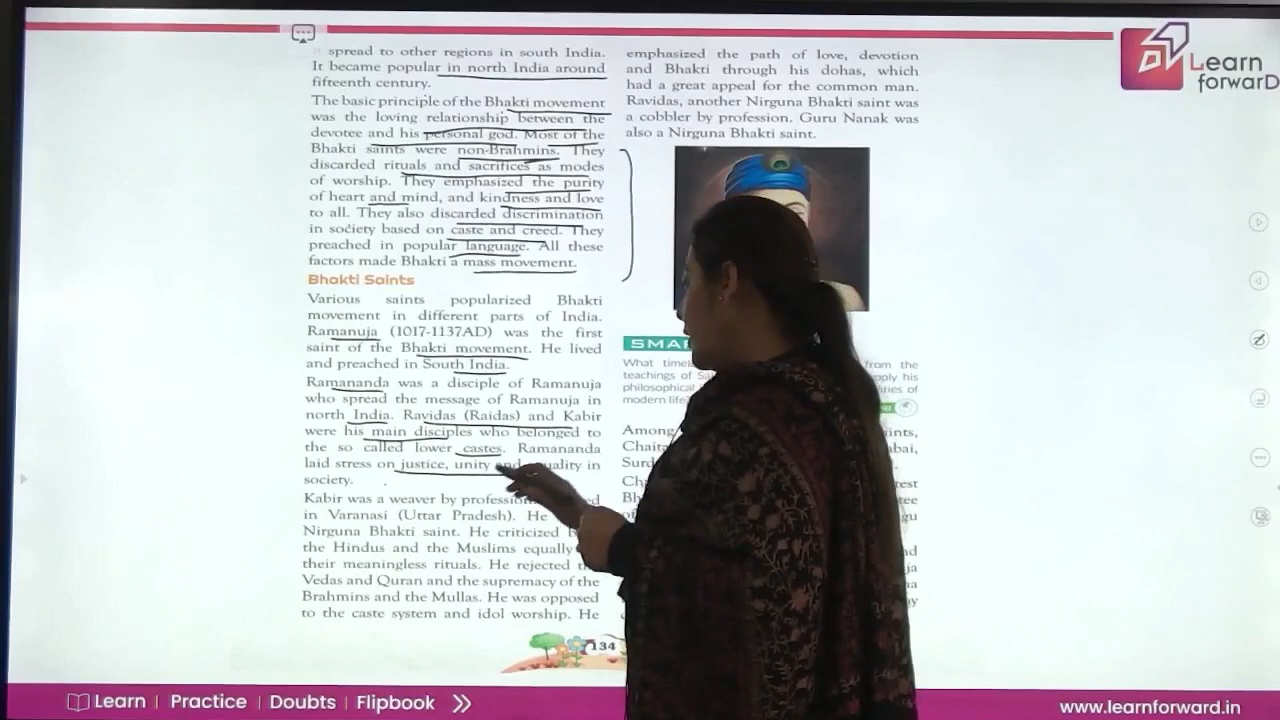 spread to other regions in south India.
It became popular in north India around
fifteenth century.
The basic principle of the Bhakti movement
was the loving relationship between the
devotee and his personal god. Most of the
Bhakti saints were non-Brahmins. They
discarded rituals and sacrifices as modes
of worship. They emphasized the purity
of heart and mind, and kindness and love
to all. They also discarded discrimination
in society based on caste and creed. They
preached in popular language. All these
factors made Bhakti a mass movement.
Bhakti Saints
Various saints popularized Bhakti
movement in different parts of India.
Ramanuja (1017-1137AD) was the first
saint of the Bhakti movement. He lived
and preached in South India.
Ramananda was a disciple of Ramanuja
who spread the message of Ramanuja in
north India. Ravidas (Raidas) and Kabir
were his main disciples who belonged to
the so called lower castes. Ramananda
laid stress on justice, unity and equality in
society.
Kabir was a weaver by profession
in Varanasi (Uttar Pradesh). He
Nirguna Bhakti saint. He criticized
the Hindus and the Muslims equally
their meaningless rituals. He rejected
Vedas and Quran and the supremacy of the
Brahmins and the Mullas. He was opposed
to the caste system and idol worship. He
134
emphasized the path of love, devotion
and Bhakti through his dohas, which
had a great appeal for the common man.
Ravidas, another Nirguna Bhakti saint was
a cobbler by profession. Guru Nanak was
also a Nirguna Bhakti saint.
What from the
teachings of his
philosophical of
modern life
Among
Learn
forwarD
Learn | Practice | Doubts | Flipbook
www.learnforward.in